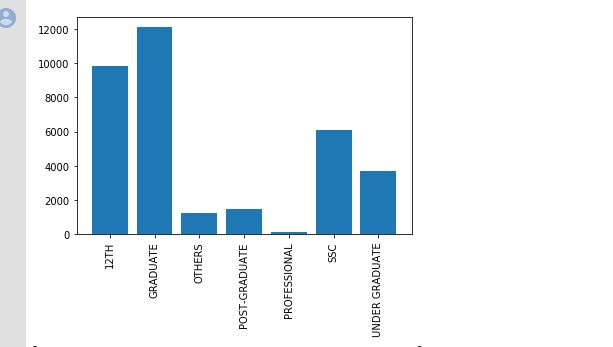 12000
10000
8000
6000
4000
2000
0
12TH
GRADUATE
OTHERS
POST-GRADUATE
PROFESSIONAL
SSC
UNDER GRADUATE